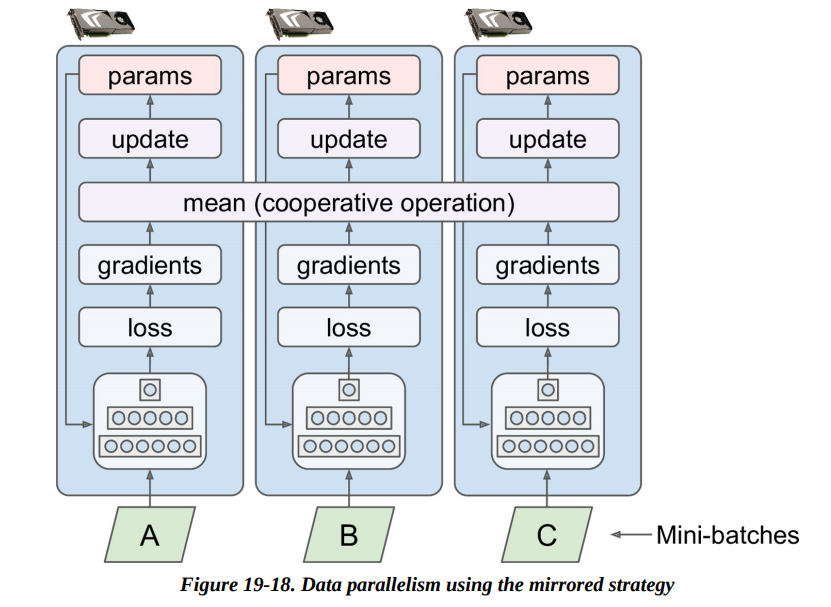 params params params
update update update
mean (cooperative operation)
gradients gradients gradients
loss loss loss
A B C
Mini-batches
Figure 19-18. Data parallelism using the mirrored strategy